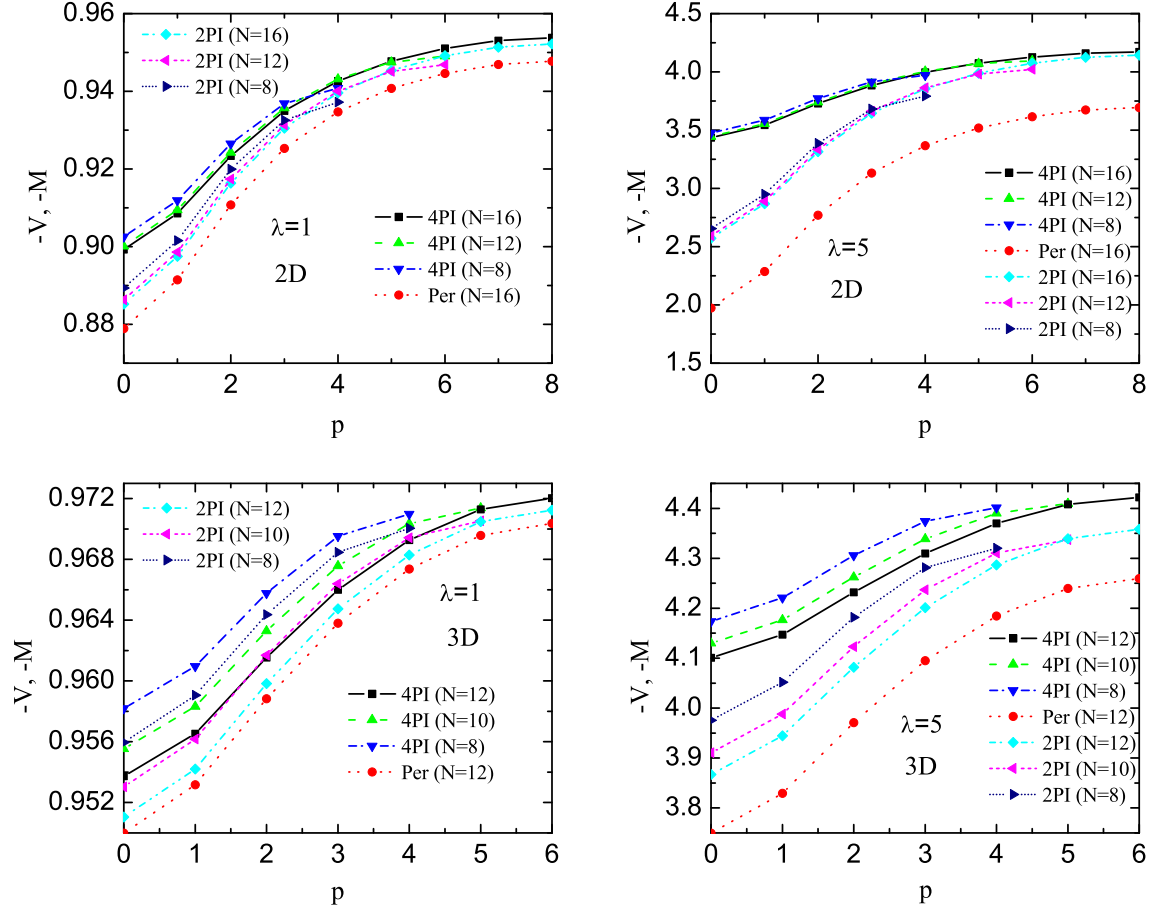 0.96
0.94
0.92
0.90
0.88
-V, -M
2PI (N=16)
2PI (N=12)
2PI (N=8)
λ=1
2D
4PI (N=16)
4PI (N=12)
4PI (N=8)
Per (N=16)
0 2 4 6 8
p
4.5
4.0
3.5
3.0
2.5
2.0
1.5
-V, -M
λ=5
2D
4PI (N=16)
4PI (N=12)
4PI (N=8)
Per (N=16)
2PI (N=16)
2PI (N=12)
2PI (N=8)
0 2 4 6 8
p
0.972
0.968
0.964
0.960
0.956
0.952
-V, -M
2PI (N=12)
2PI (N=10)
2PI (N=8)
λ=1
3D
4PI (N=12)
4PI (N=10)
4PI (N=8)
Per (N=12)
0 1 2 3 4 5 6
p
4.4
4.3
4.2
4.1
4.0
3.9
3.8
-V, -M
λ=5
3D
4PI (N=12)
4PI (N=10)
4PI (N=8)
Per (N=12)
2PI (N=12)
2PI (N=10)
2PI (N=8)
0 1 2 3 4 5 6
p